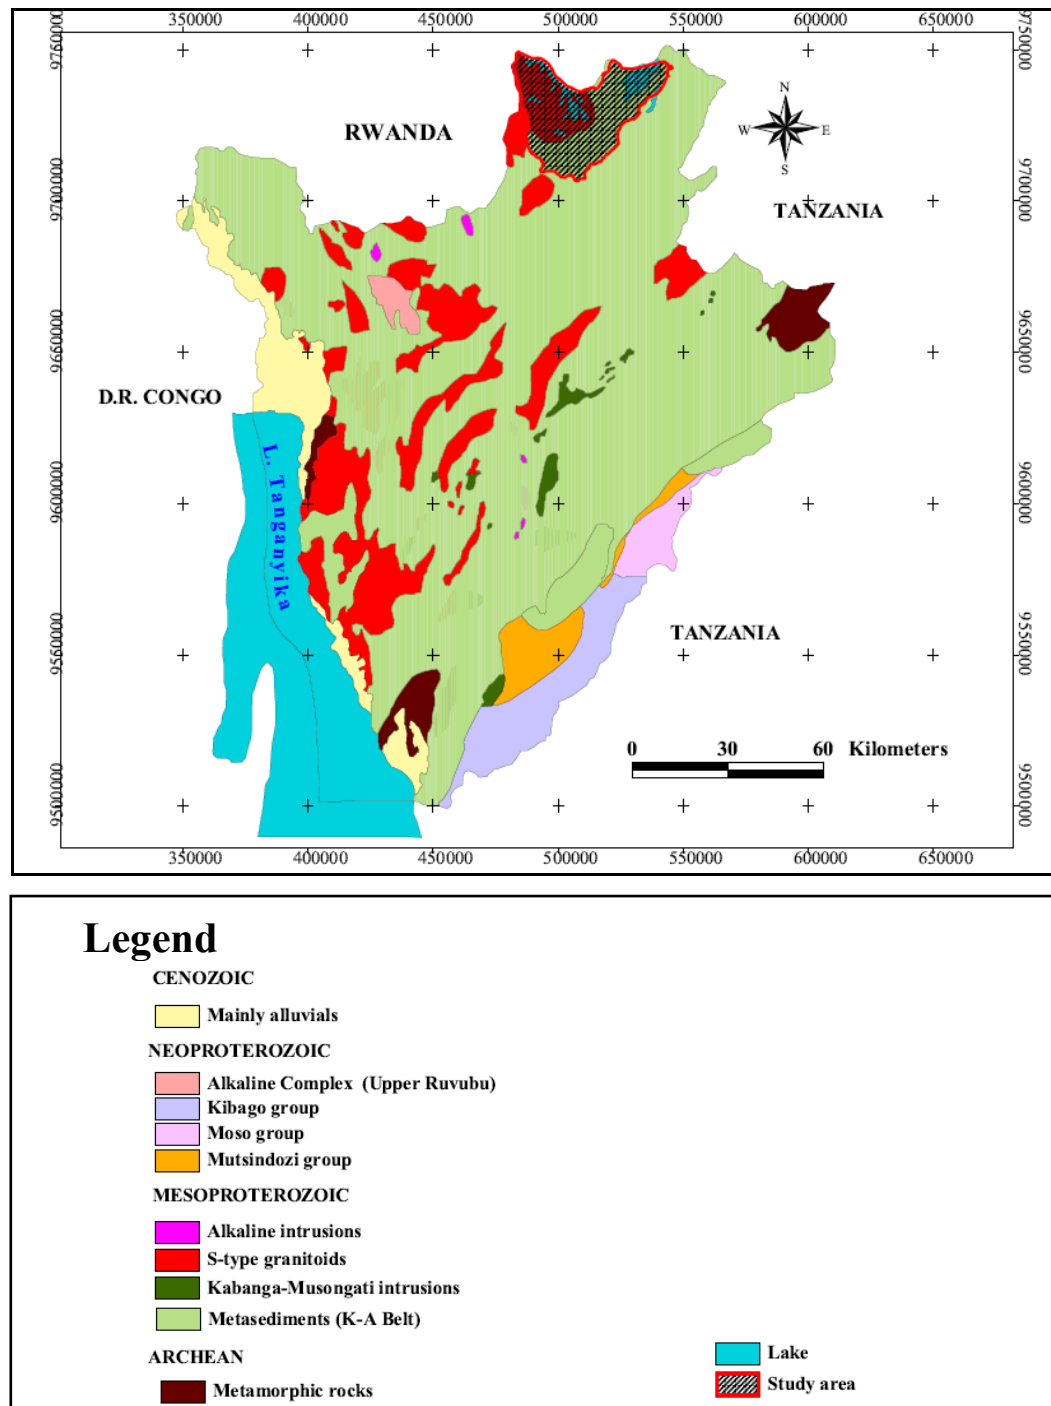 350000 400000 450000 500000 550000 600000 650000
9750000
9750000
N
W E
S
RWANDA
9700000
9700000
TANZANIA
9650000
9650000
D.R. CONGO
L. Tanganyika
9600000
9600000
TANZANIA
9550000
9550000
0 30 60 Kilometers
9500000
9500000
350000 400000 450000 500000 550000 600000 650000
Legend
CENOZOIC
Mainly alluvials
NEOPROTEROZOIC
Alkaline Complex (Upper Ruvubu)
Kibago group
Moso group
Mutsindozi group
MESOPROTEROZOIC
Alkaline intrusions
S-type granitoids
Kabanga-Musongati intrusions
Metasediments (K-A Belt)
ARCHEAN
Metamorphic rocks
Lake
Study area